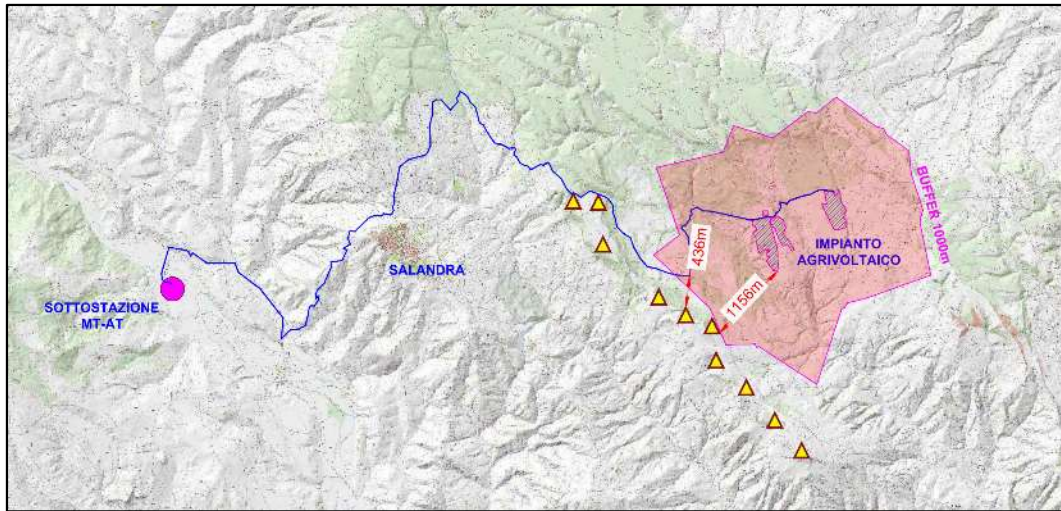 BUFFER 1000m
436m
IMPIANTO
AGRIVOLTAICO
SALANDRA
1156m
SOTTOSTAZIONE
MT-AT